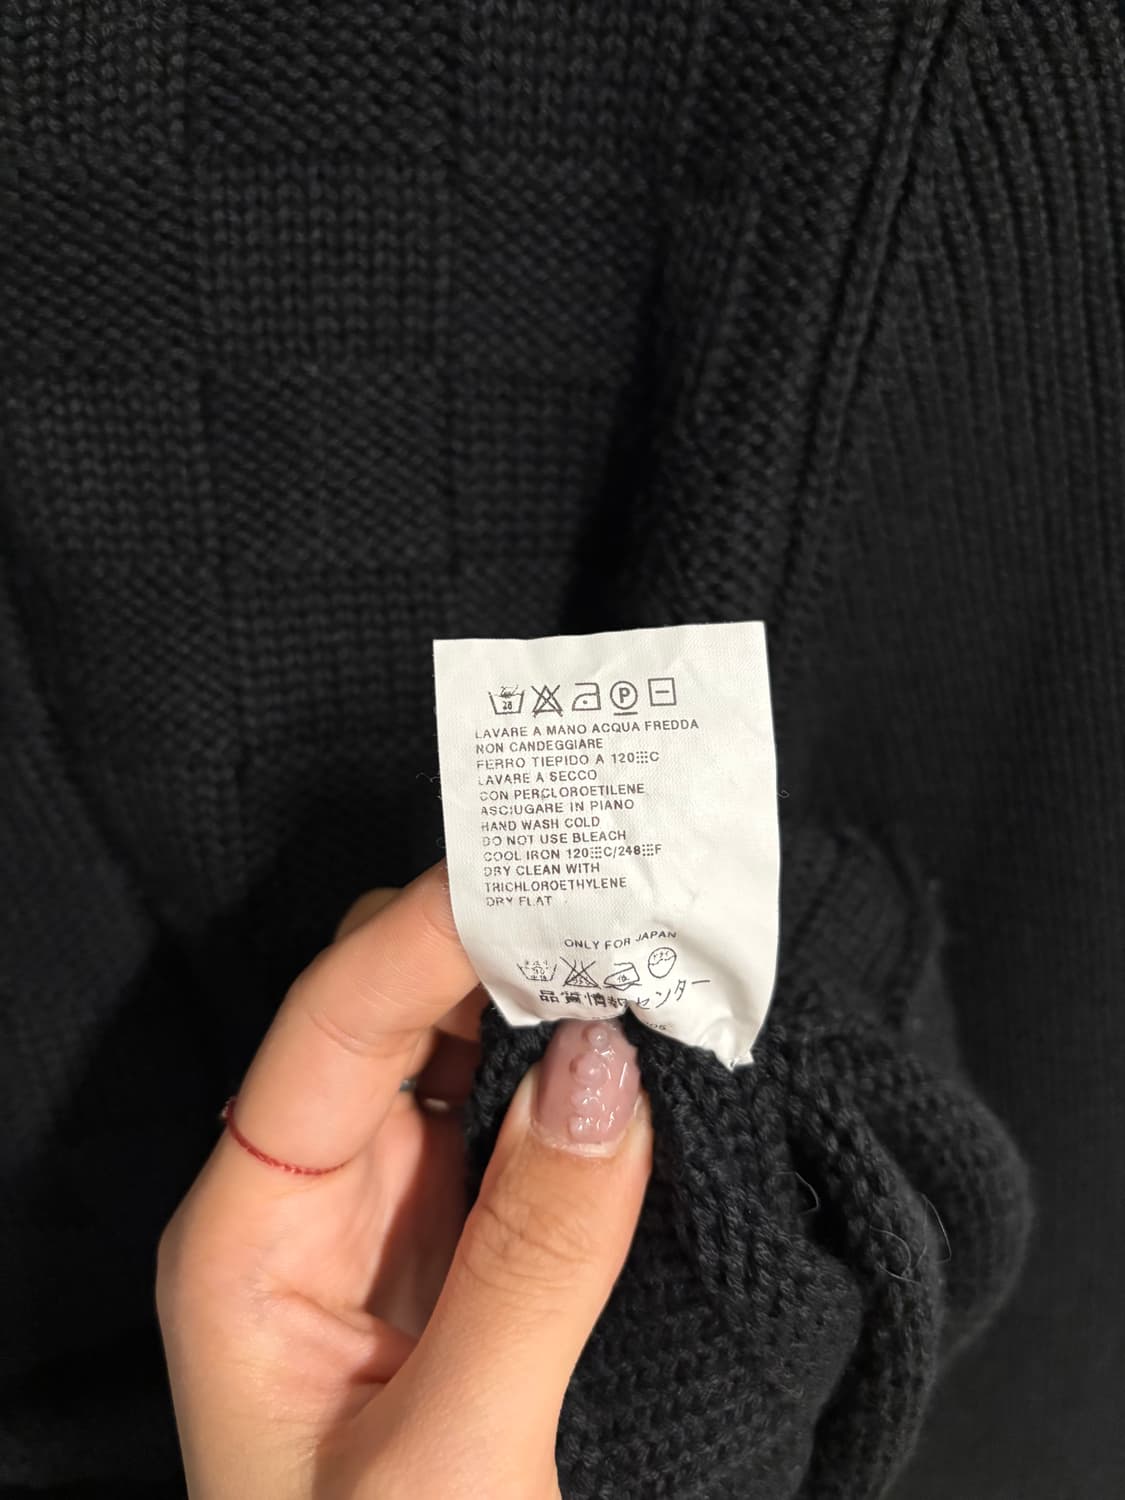 LAVARE A MANO ACQUA FREDDA
NON CANDEGGIARE
FERRO TIEPIDO A 120⣿C
LAVARE A SECCO
CON PERCLOROETILENE
ASCIUGARE IN PIANO
HAND WASH COLD
DO NOT USE BLEACH
COOL IRON 120⣿C/248⣿F
DRY CLEAN WITH
TRICHLOROETHYLENE
DRY FLAT
ONLY FOR JAPAN
品質情報センター